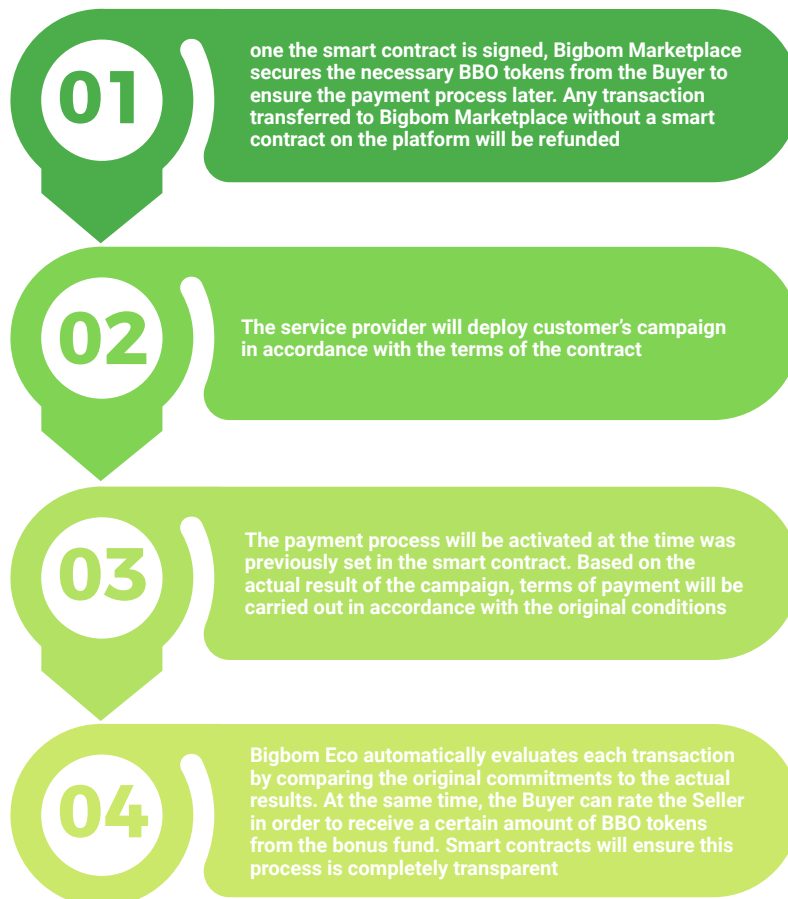 01
one the smart contract is signed, Bigbom Marketplace
secures the necessary BBO tokens from the Buyer to
ensure the payment process later. Any transaction
transferred to Bigbom Marketplace without a smart
contract on the platform will be refunded
02
The service provider will deploy customer’s campaign
in accordance with the terms of the contract
03
The payment process will be activated at the time was
previously set in the smart contract. Based on the
actual result of the campaign, terms of payment will be
carried out in accordance with the original conditions
04
Bigbom Eco automatically evaluates each transaction
by comparing the original commitments to the actual
results. At the same time, the Buyer can rate the Seller
in order to receive a certain amount of BBO tokens
from the bonus fund. Smart contracts will ensure this
process is completely transparent